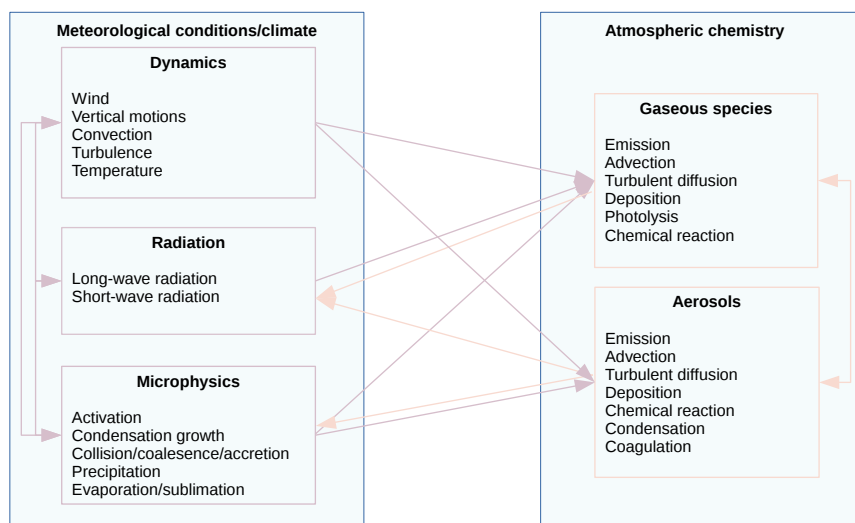 Meteorological conditions/climate
Dynamics
Wind
Vertical motions
Convection
Turbulence
Temperature
Radiation
Long-wave radiation
Short-wave radiation
Microphysics
Activation
Condensation growth
Collision/coalesence/accretion
Precipitation
Evaporation/sublimation
Atmospheric chemistry
Gaseous species
Emission
Advection
Turbulent diffusion
Deposition
Photolysis
Chemical reaction
Aerosols
Emission
Advection
Turbulent diffusion
Deposition
Chemical reaction
Condensation
Coagulation